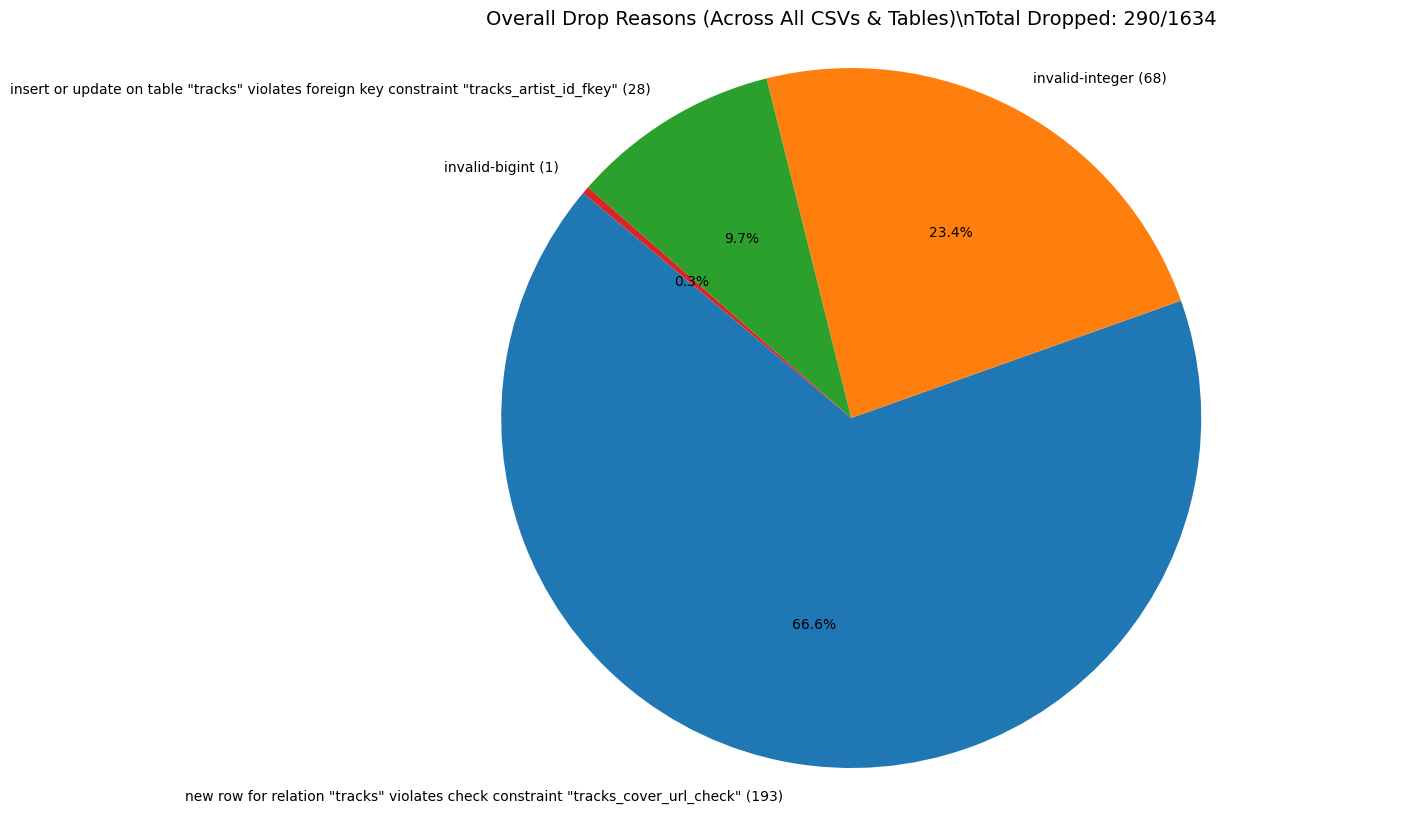 Overall Drop Reasons (Across All CSVs & Tables)\nTotal Dropped: 290/1634
invalid-integer (68)
insert or update on table "tracks" violates foreign key constraint "tracks_artist_id_fkey" (28)
invalid-bigint (1)
23.4%
9.7%
0.3%
66.6%
new row for relation "tracks" violates check constraint "tracks_cover_url_check" (193)